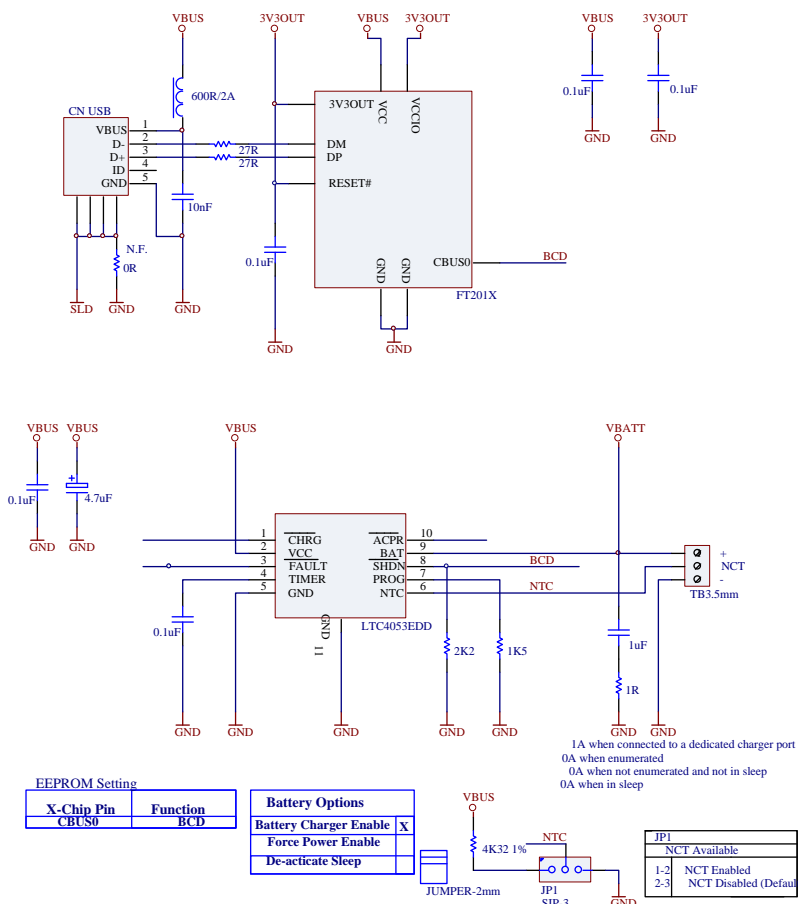 VBUS 3V3OUT VBUS 3V3OUT VBUS 3V3OUT
600R/2A
CN USB
VBUS 1
D- 2
D+ 3
ID 4
GND 5
27R
27R
10nF
N.F.
0R
SLD GND GND
0.1uF
GND
3V3OUT
VCC
VCCIO
DM
DP
RESET#
GND
GND
CBUS0
BCD
FT201X
GND
0.1uF
GND
0.1uF
GND
VBUS VBUS VBUS VBATT
0.1uF
4.7uF
GND GND
1 CHRG ACPR 10
2 VCC BAT 9
3 FAULT SHDN 8 BCD
4 TIMER PROG 7
5 GND NTC 6 NTC
GND 11
LTC4053EDD
0.1uF
2K2
1K5
1uF
1R
+
NCT
-
TB3.5mm
GND GND GND GND GND GND GND
1A when connected to a dedicated charger port
0A when enumerated
0A when not enumerated and not in sleep
0A when in sleep
EEPROM Setting
X-Chip Pin Function
CBUS0 BCD
Battery Options
Battery Charger Enable X
Force Power Enable
De-acticate Sleep
JUMPER-2mm
VBUS
4K32 1%
NTC
JP1
SIP-3
GND
JP1
NCT Available
1-2 NCT Enabled
2-3 NCT Disabled (Defaul